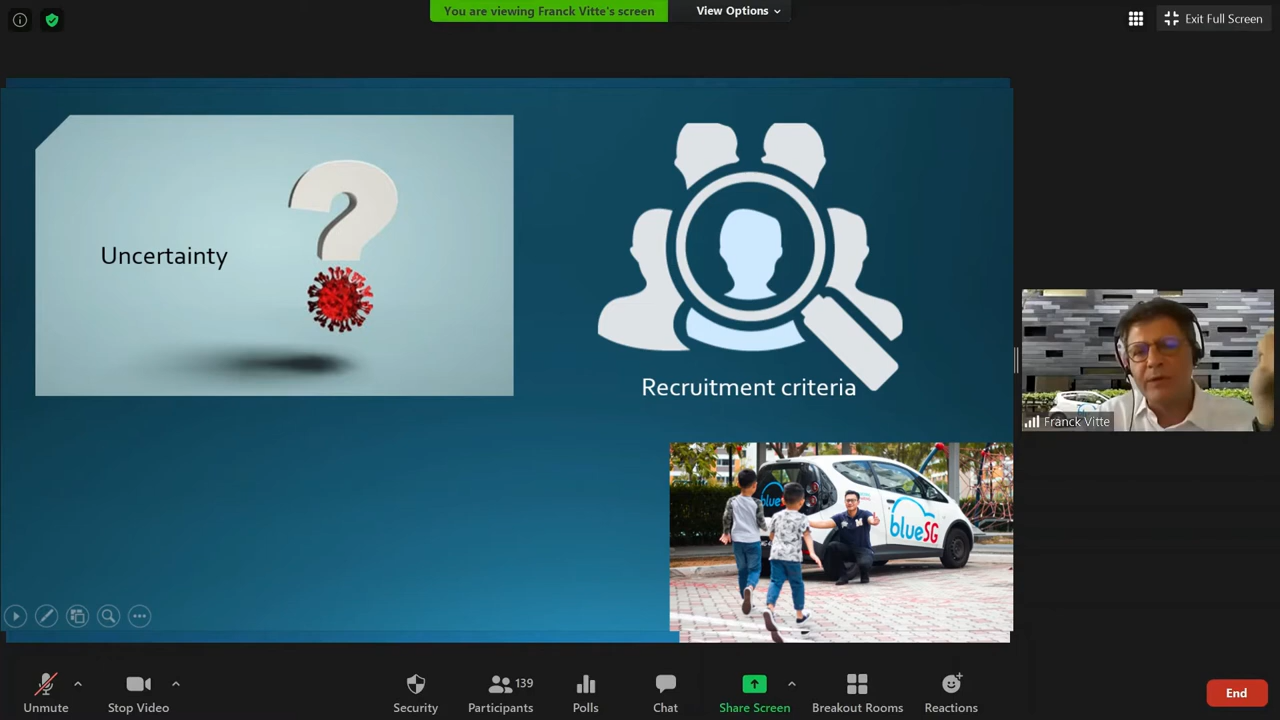 You are viewing Franck Vitte's screen
View Options
Exit Full Screen
Uncertainty
Recruitment criteria
blue
blueSG
Franck Vitte
Unmute
Stop Video
Security
139
Participants
Polls
Chat
Share Screen
Breakout Rooms
Reactions
End